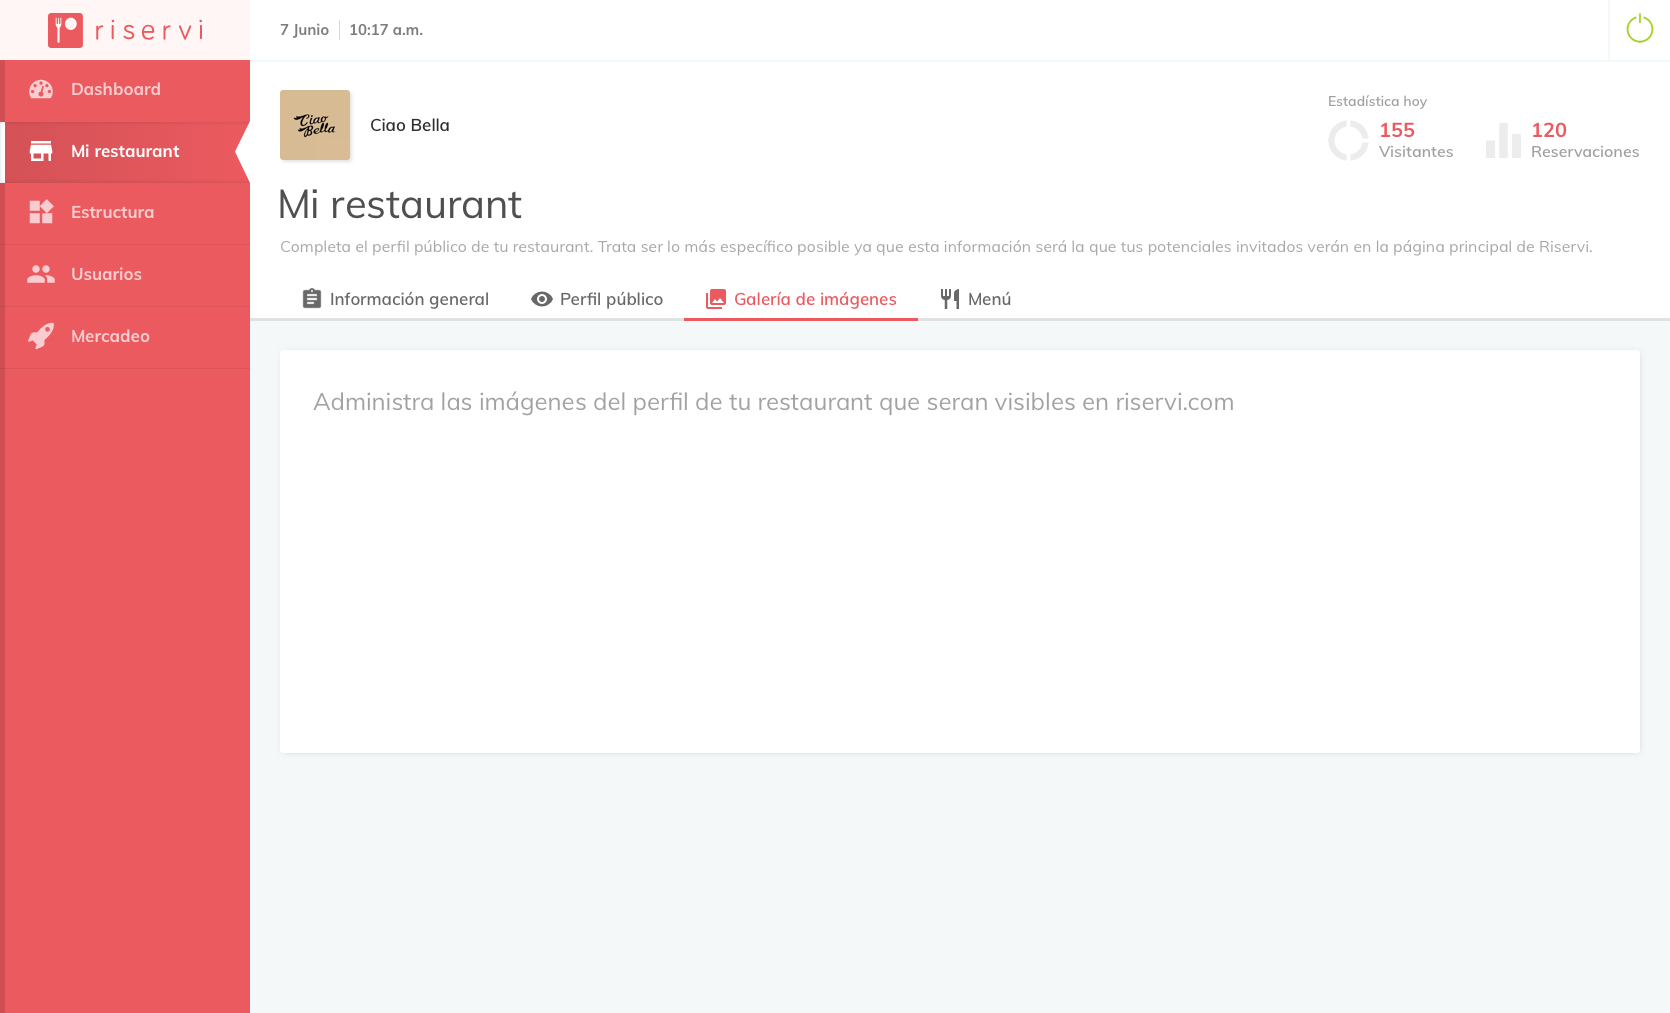 riservi
7 Junio
10:17 a.m.
Dashboard
Mi restaurant
Estructura
Usuarios
Mercadeo
Ciao
Bella
Ciao Bella
Estadística hoy
155
Visitantes
120
Reservaciones
Mi restaurant
Completa el perfil público de tu restaurant. Trata ser lo más específico posible ya que esta información será la que tus potenciales invitados verán en la página principal de Riservi.
Información general
Perfil público
Galería de imágenes
Menú
Administra las imágenes del perfil de tu restaurant que seran visibles en riservi.com